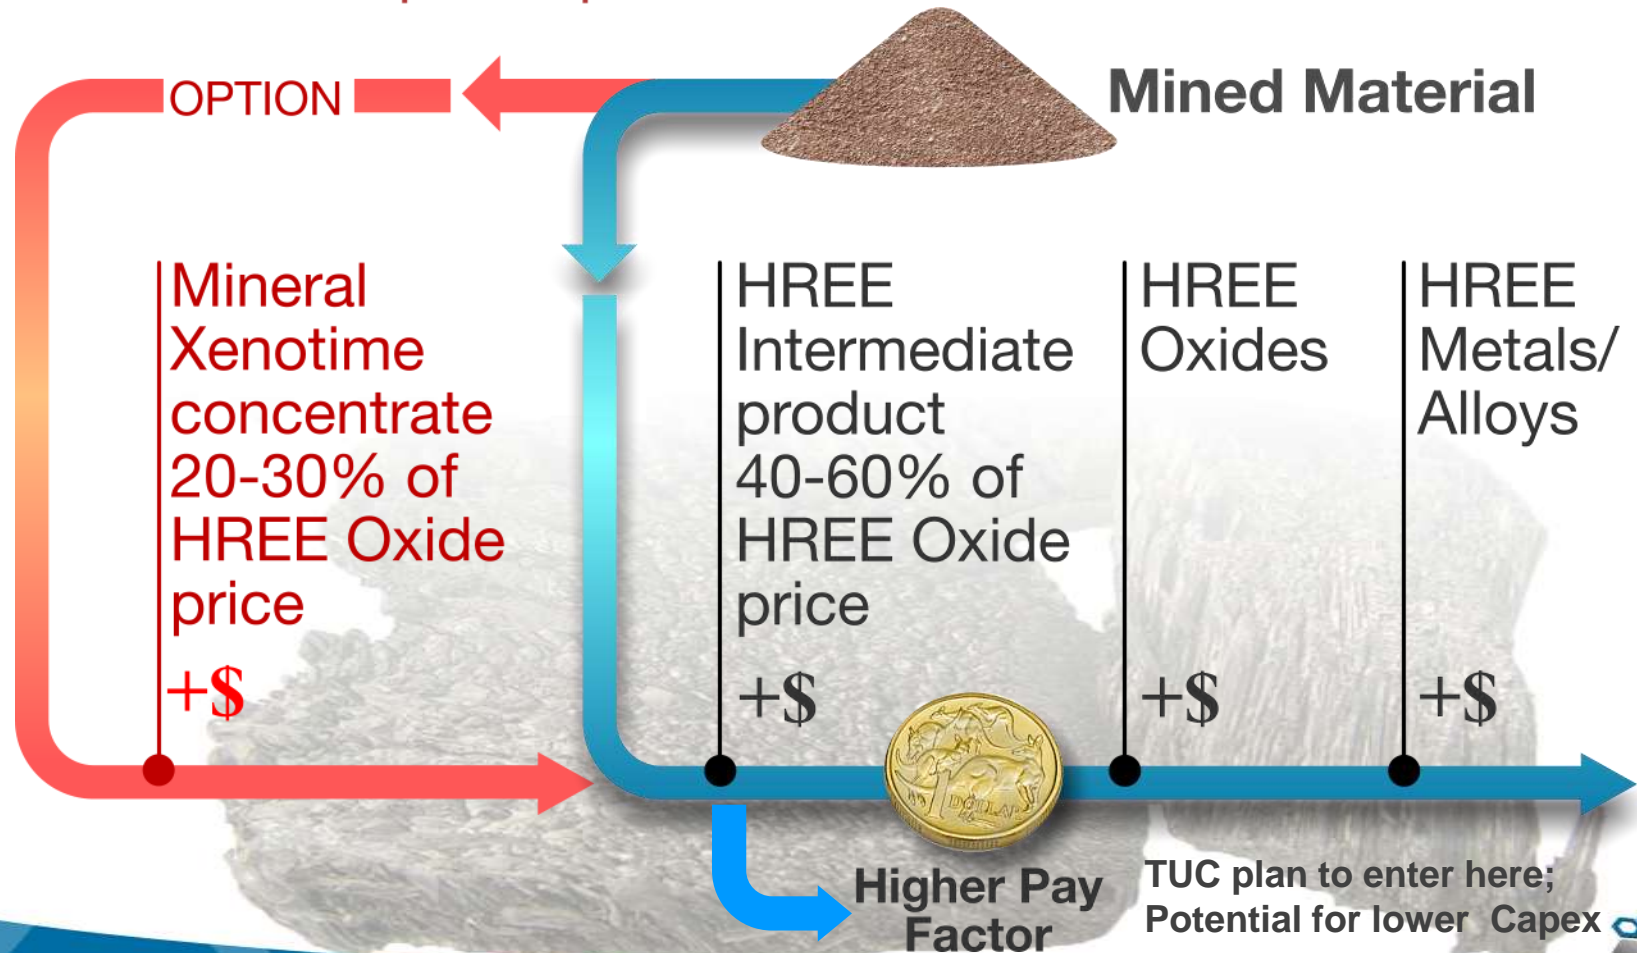 OPTION
Mined Material
Mineral
Xenotime
concentrate
20-30% of
HREE Oxide
price
+$
HREE
Intermediate
product
40-60% of
HREE Oxide
price
+$
HREE
Oxides
+$
HREE
Metals/
Alloys
+$
1
DOLLAR
Higher Pay
Factor
TUC plan to enter here;
Potential for lower Capex